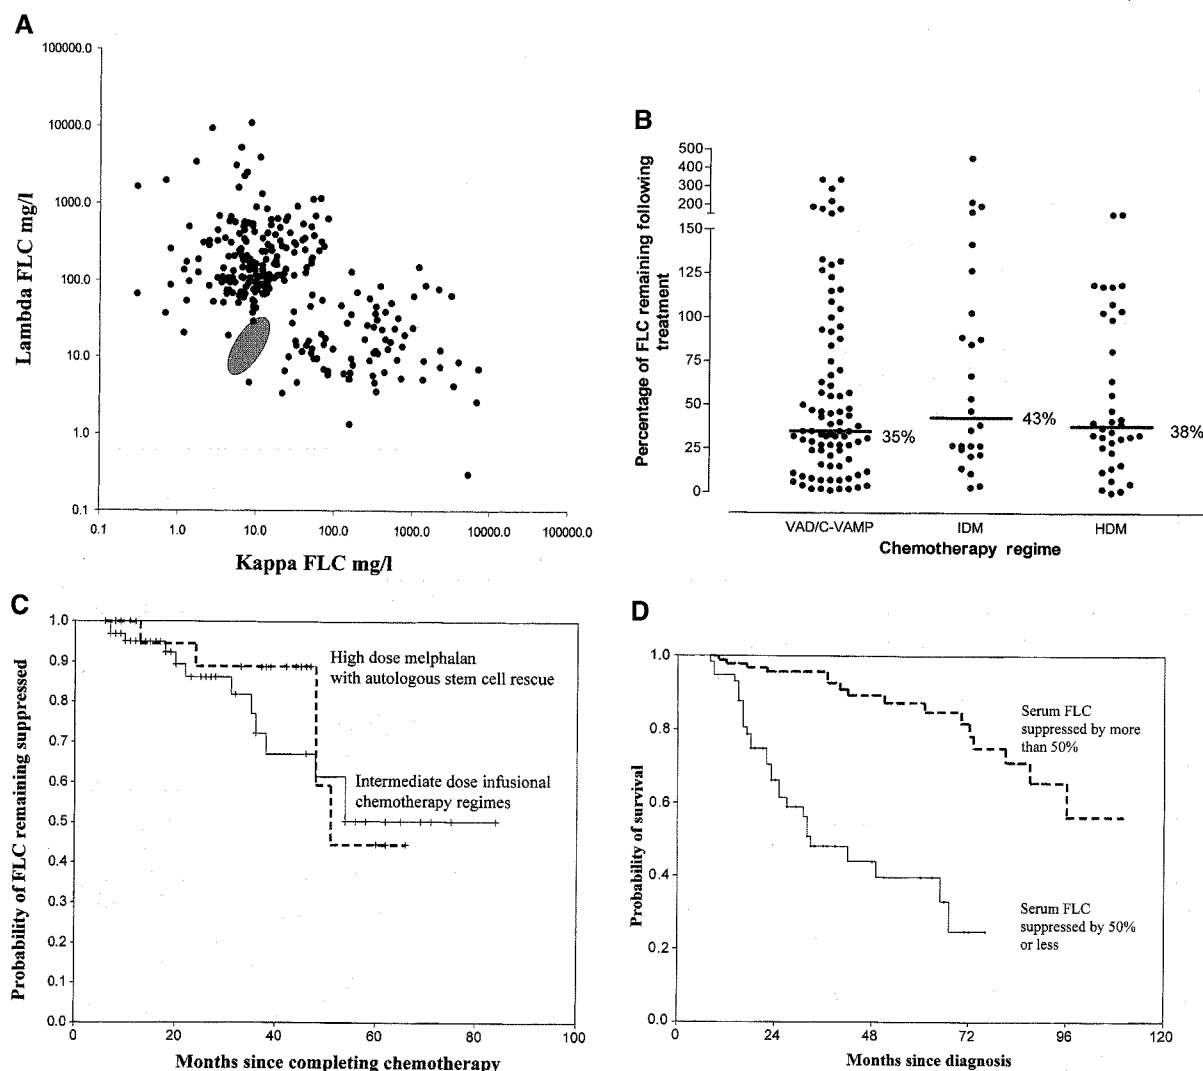 A
100000.0
10000.0
1000.0
100.0
10.0
1.0
0.1
Lambda FLC mg/l
0.1 1.0 10.0 100.0 1000.0 10000.0 100000.0
Kappa FLC mg/l
B
500
400
300
200
150
125
100
75
50
25
0
Percentage of FLC remaining following
treatment
35%
43%
38%
VAD/C-VAMP IDM HDM
Chemotherapy regime
C
1.0
0.9
0.8
0.7
0.6
0.5
0.4
0.3
0.2
0.1
0.0
Probability of FLC remaining suppressed
High dose melphalan
with autologous stem cell rescue
Intermediate dose infusional
chemotherapy regimes
0 20 40 60 80 100
Months since completing chemotherapy
D
1.0
0.8
0.6
0.4
0.2
0.0
Probability of survival
Serum FLC
suppressed by more
than 50%
Serum FLC
suppressed by 50%
or less
0 24 48 72 96 120
Months since diagnosis